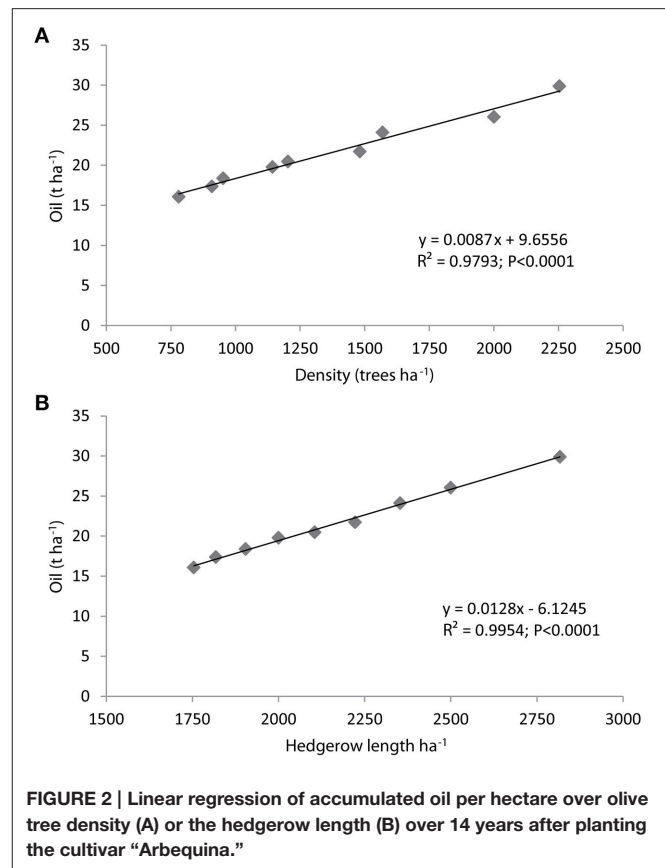 A
35
30
25
20
15
10
5
0
Oil (t ha⁻¹)
y = 0.0087x + 9.6556
R² = 0.9793; P<0.0001
500 750 1000 1250 1500 1750 2000 2250 2500
Density (trees ha⁻¹)
B
35
30
25
20
15
10
5
0
Oil (t ha⁻¹)
y = 0.0128x - 6.1245
R² = 0.9954; P<0.0001
1500 1750 2000 2250 2500 2750 3000
Hedgerow length ha⁻¹
FIGURE 2 | Linear regression of accumulated oil per hectare over olive
tree density (A) or the hedgerow length (B) over 14 years after planting
the cultivar “Arbequina.”